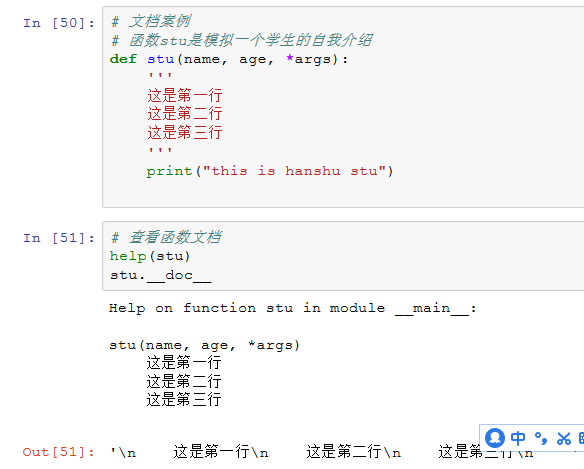 In [50]:
# 文档案例
# 函数stu是模拟一个学生的自我介绍
def stu(name, age, *args):
'''
这是第一行
这是第二行
这是第三行
'''
print("this is hanshu stu")
In [51]:
# 查看函数文档
help(stu)
stu.__doc__
Help on function stu in module __main__:
stu(name, age, *args)
这是第一行
这是第二行
这是第三行
中
Out[51]: '\n    这是第一行\n    这是第二行\n    这是第三行\n